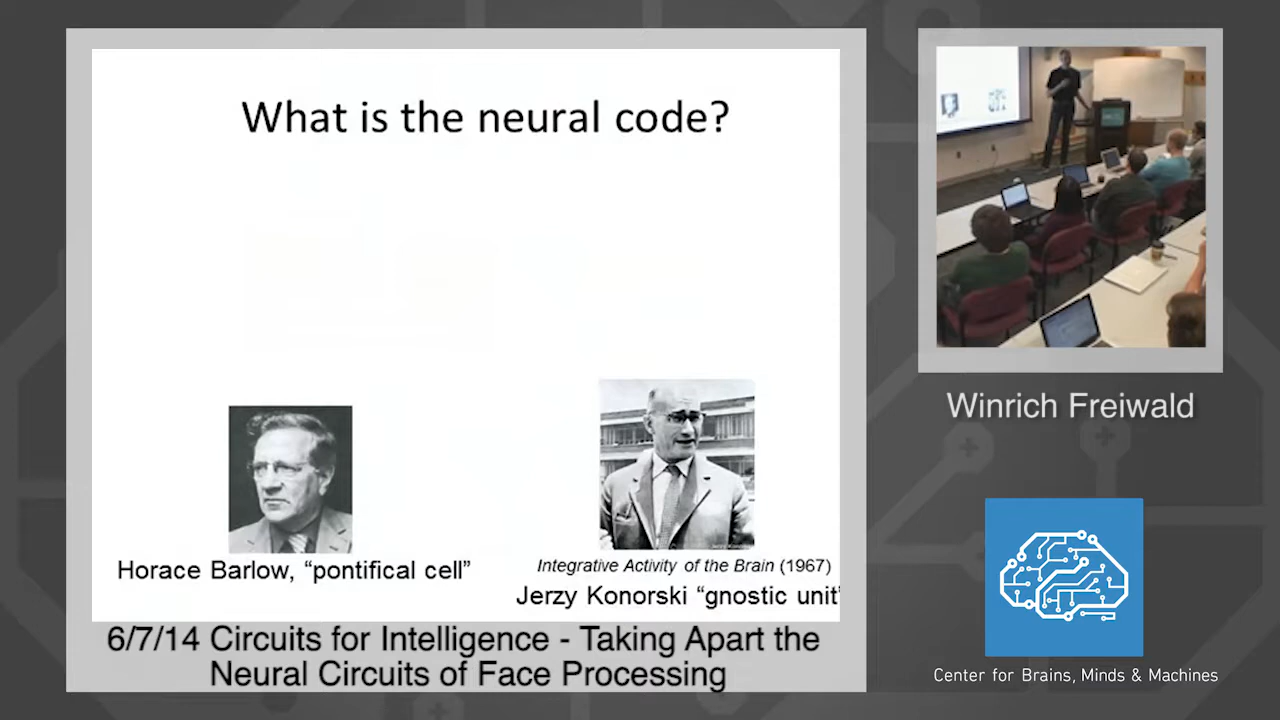 What is the neural code?
Horace Barlow, “pontifical cell”
Integrative Activity of the Brain (1967)
Jerzy Konorski “gnostic unit”
6/7/14 Circuits for Intelligence - Taking Apart the
Neural Circuits of Face Processing
Winrich Freiwald
Center for Brains, Minds & Machines